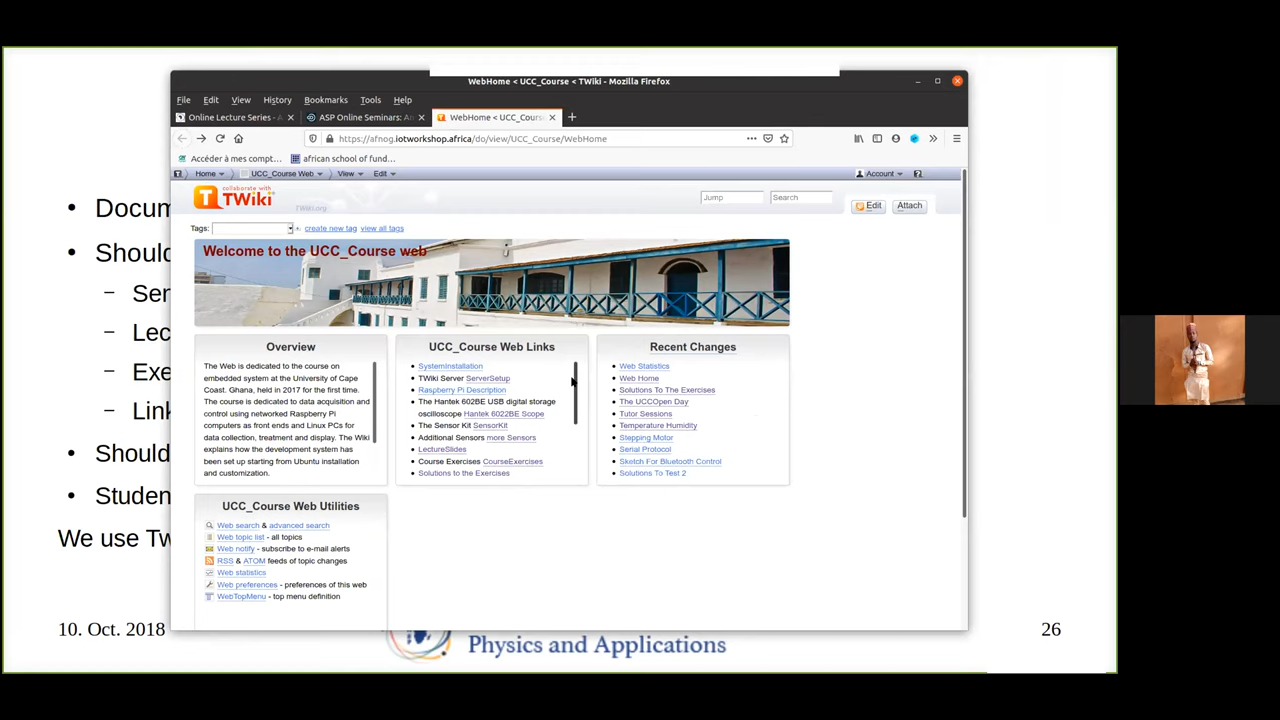 WebHome < UCC_Course < TWiki - Mozilla Firefox
File Edit View History Bookmarks Tools Help
Online Lecture Series - ASP Online Seminars: An WebHome < UCC_Cours
https://afnog.iotworkshop.africa/do/view/UCC_Course/WebHome
Accéder à mes compt... african school of fund...
Home UCC_Course Web View Edit Account
collaborate with
TWiki
TWiki.org
Jump Search Edit Attach
Tags: create new tag view all tags
Welcome to the UCC_Course web
Overview
The Web is dedicated to the course on
embedded system at the University of Cape
Coast. Ghana, held in 2017 for the first time.
The course is dedicated to data acquisition and
control using networked Raspberry Pi
computers as front ends and Linux PCs for
data collection, treatment and display. The Wiki
explains how the development system has
been set up starting from Ubuntu installation
and customization.
UCC_Course Web Links
SystemInstallation
TWiki Server ServerSetup
Raspberry Pi Description
The Hantek 602BE USB digital storage
oscilloscope Hantek 6022BE Scope
The Sensor Kit SensorKit
Additional Sensors more Sensors
LectureSlides
Course Exercises CourseExercises
Solutions to the Exercises
Recent Changes
Web Statistics
Web Home
Solutions To The Exercises
The UCCOpen Day
Tutor Sessions
Temperature Humidity
Stepping Motor
Serial Protocol
Sketch For Bluetooth Control
Solutions To Test 2
UCC_Course Web Utilities
Web search & advanced search
Web topic list - all topics
Web notify - subscribe to e-mail alerts
RSS & ATOM feeds of topic changes
Web statistics
Web preferences - preferences of this web
WebTopMenu - top menu definition
Docum
Should
Sen
Lec
Exe
Link
Should
Studen
We use Tw
10. Oct. 2018
Physics and Applications
26